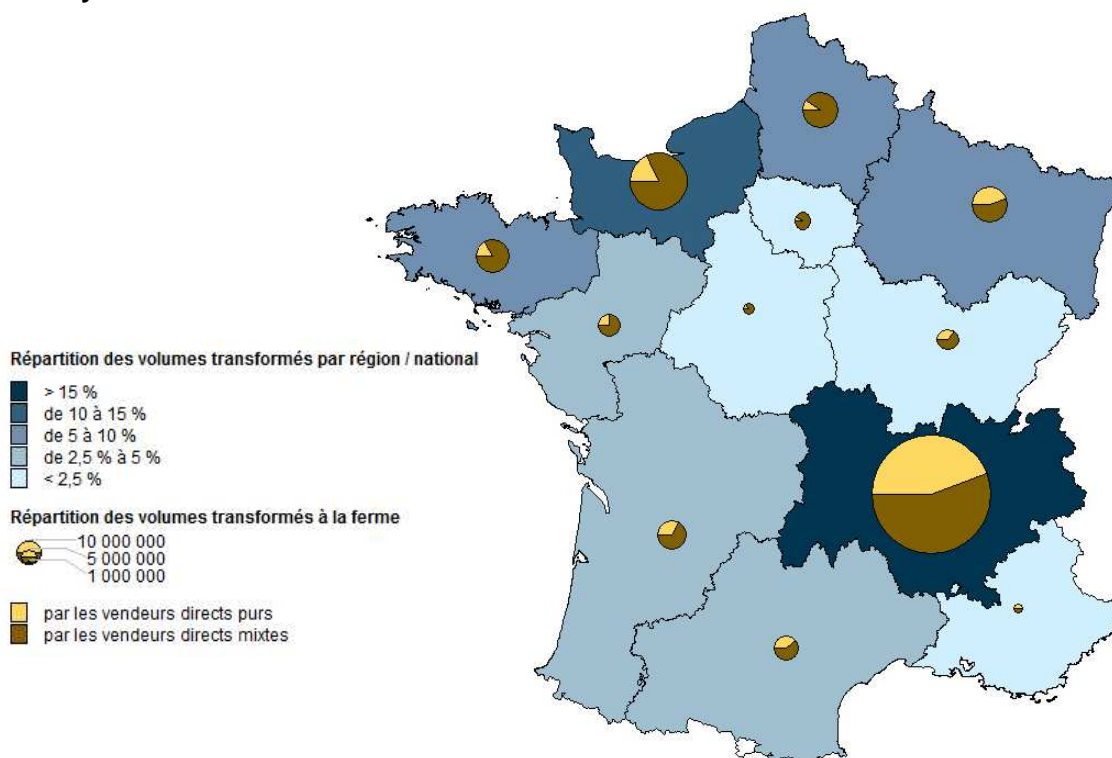 Répartition des volumes transformés par région / national
> 15 %
de 10 à 15 %
de 5 à 10 %
de 2,5 % à 5 %
< 2,5 %
Répartition des volumes transformés à la ferme
10 000 000
5 000 000
1 000 000
par les vendeurs directs purs
par les vendeurs directs mixtes